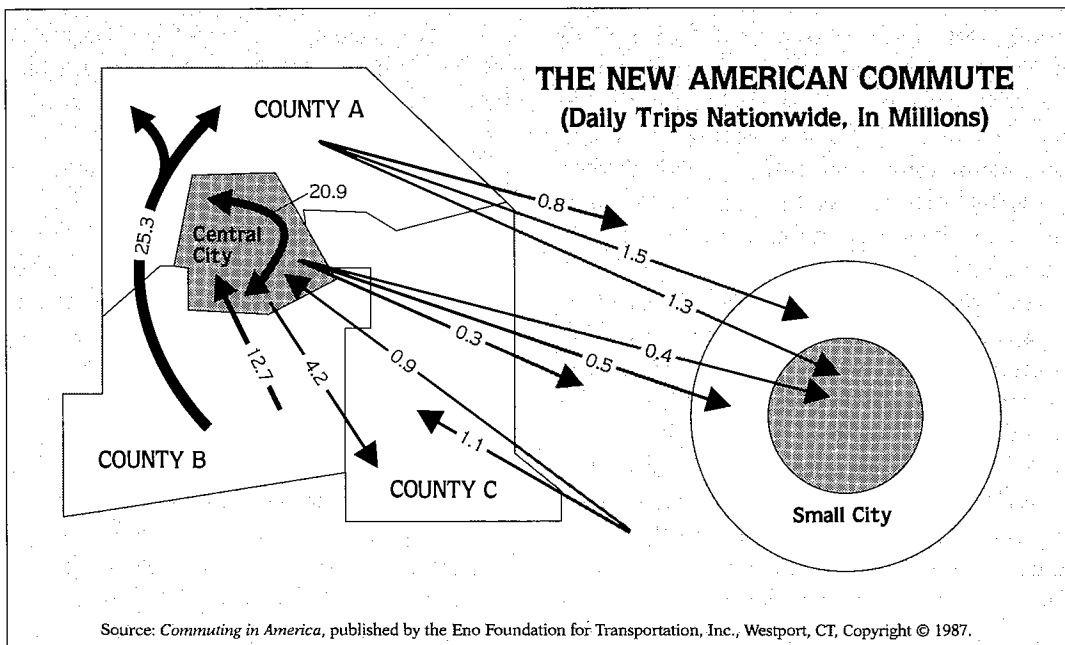 THE NEW AMERICAN COMMUTE
(Daily Trips Nationwide, In Millions)
COUNTY A
20.9
0.8
Central
City
25.3
1.5
1.3
0.3
0.4
0.5
12.7
4.2
0.9
1.1
COUNTY B
COUNTY C
Small City
Source: Commuting in America, published by the Eno Foundation for Transportation, Inc., Westport, CT, Copyright © 1987.